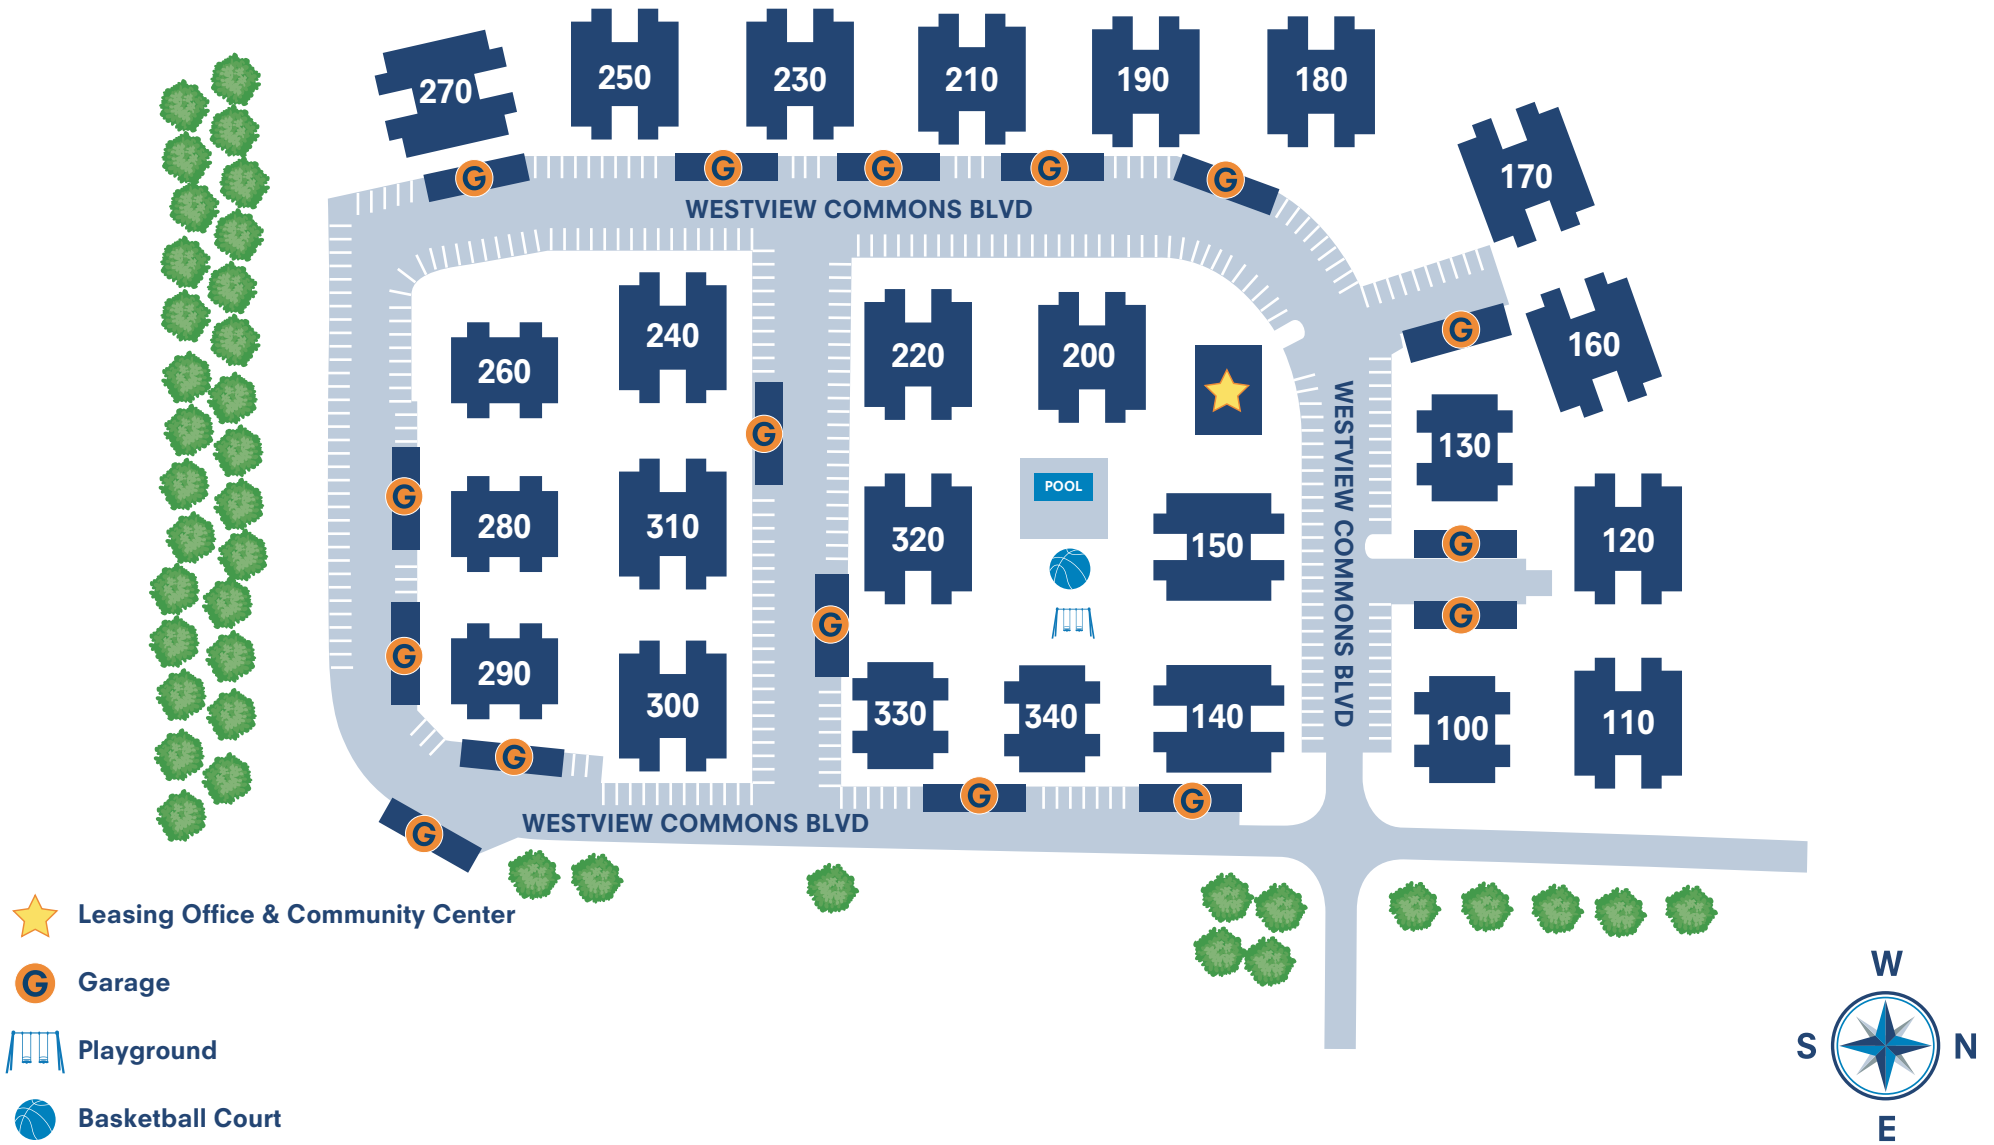 270
250
230
210
190
180
170
G
G
G
G
G
WESTVIEW COMMONS BLVD
G
160
260
240
220
200
130
G
G
280
310
320
POOL
150
WESTVIEW COMMONS BLVD
G
120
G
G
G
290
300
330
340
140
100
110
G
G
G
WESTVIEW COMMONS BLVD
G
Leasing Office & Community Center
G
Garage
Playground
Basketball Court
W
S
N
E